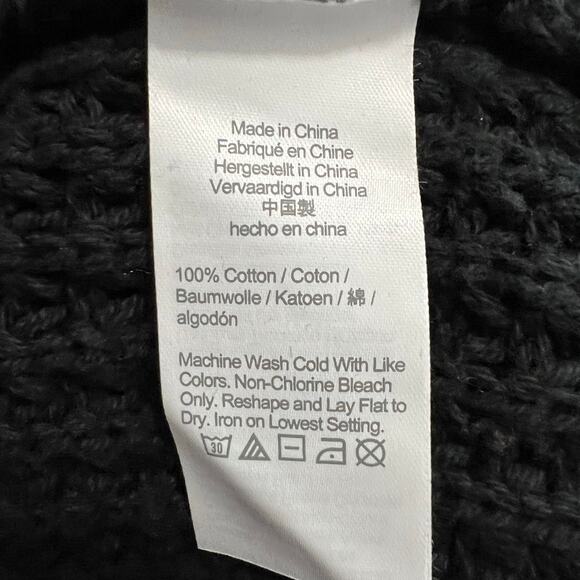 Made in China
Fabriqué en Chine
Hergestellt in China
Vervaardigd in China
中国製
hecho en china
100% Cotton / Coton /
Baumwolle / Katoen / 綿 /
algodón
Machine Wash Cold With Like
Colors. Non-Chlorine Bleach
Only. Reshape and Lay Flat to
Dry. Iron on Lowest Setting.
30